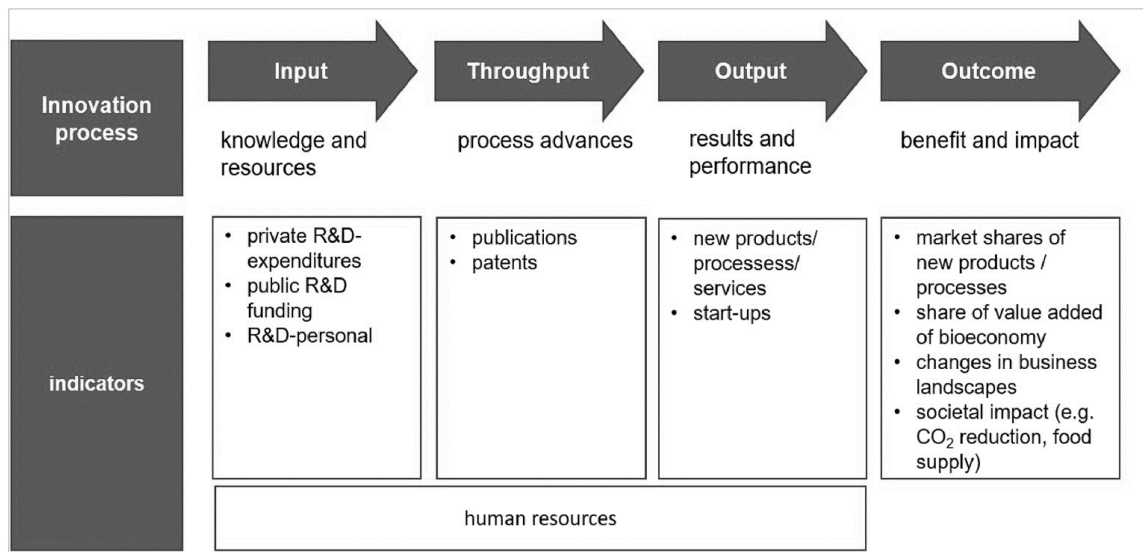 Innovation
process
Input
Throughput
Output
Outcome
knowledge and
resources
process advances
results and
performance
benefit and impact
indicators
• private R&D-
expenditures
• public R&D
funding
• R&D-personal
• publications
• patents
• new products/
processess/
services
• start-ups
• market shares of
new products /
processes
• share of value added
of bioeconomy
• changes in business
landscapes
• societal impact (e.g.
CO₂ reduction, food
supply)
human resources